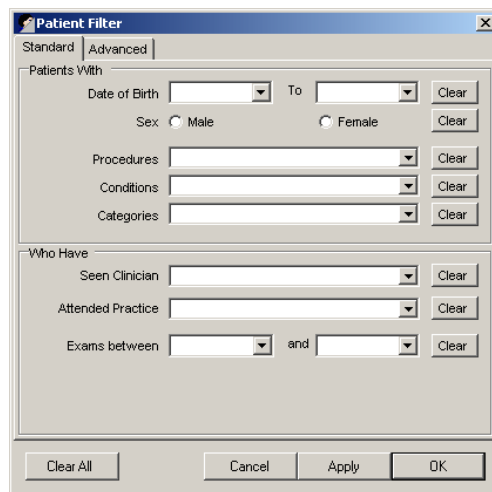 Patient Filter
Standard Advanced
Patients With
Date of Birth To Clear
Sex Male Female Clear
Procedures Clear
Conditions Clear
Categories Clear
Who Have
Seen Clinician Clear
Attended Practice Clear
Exams between and Clear
Clear All Cancel Apply OK